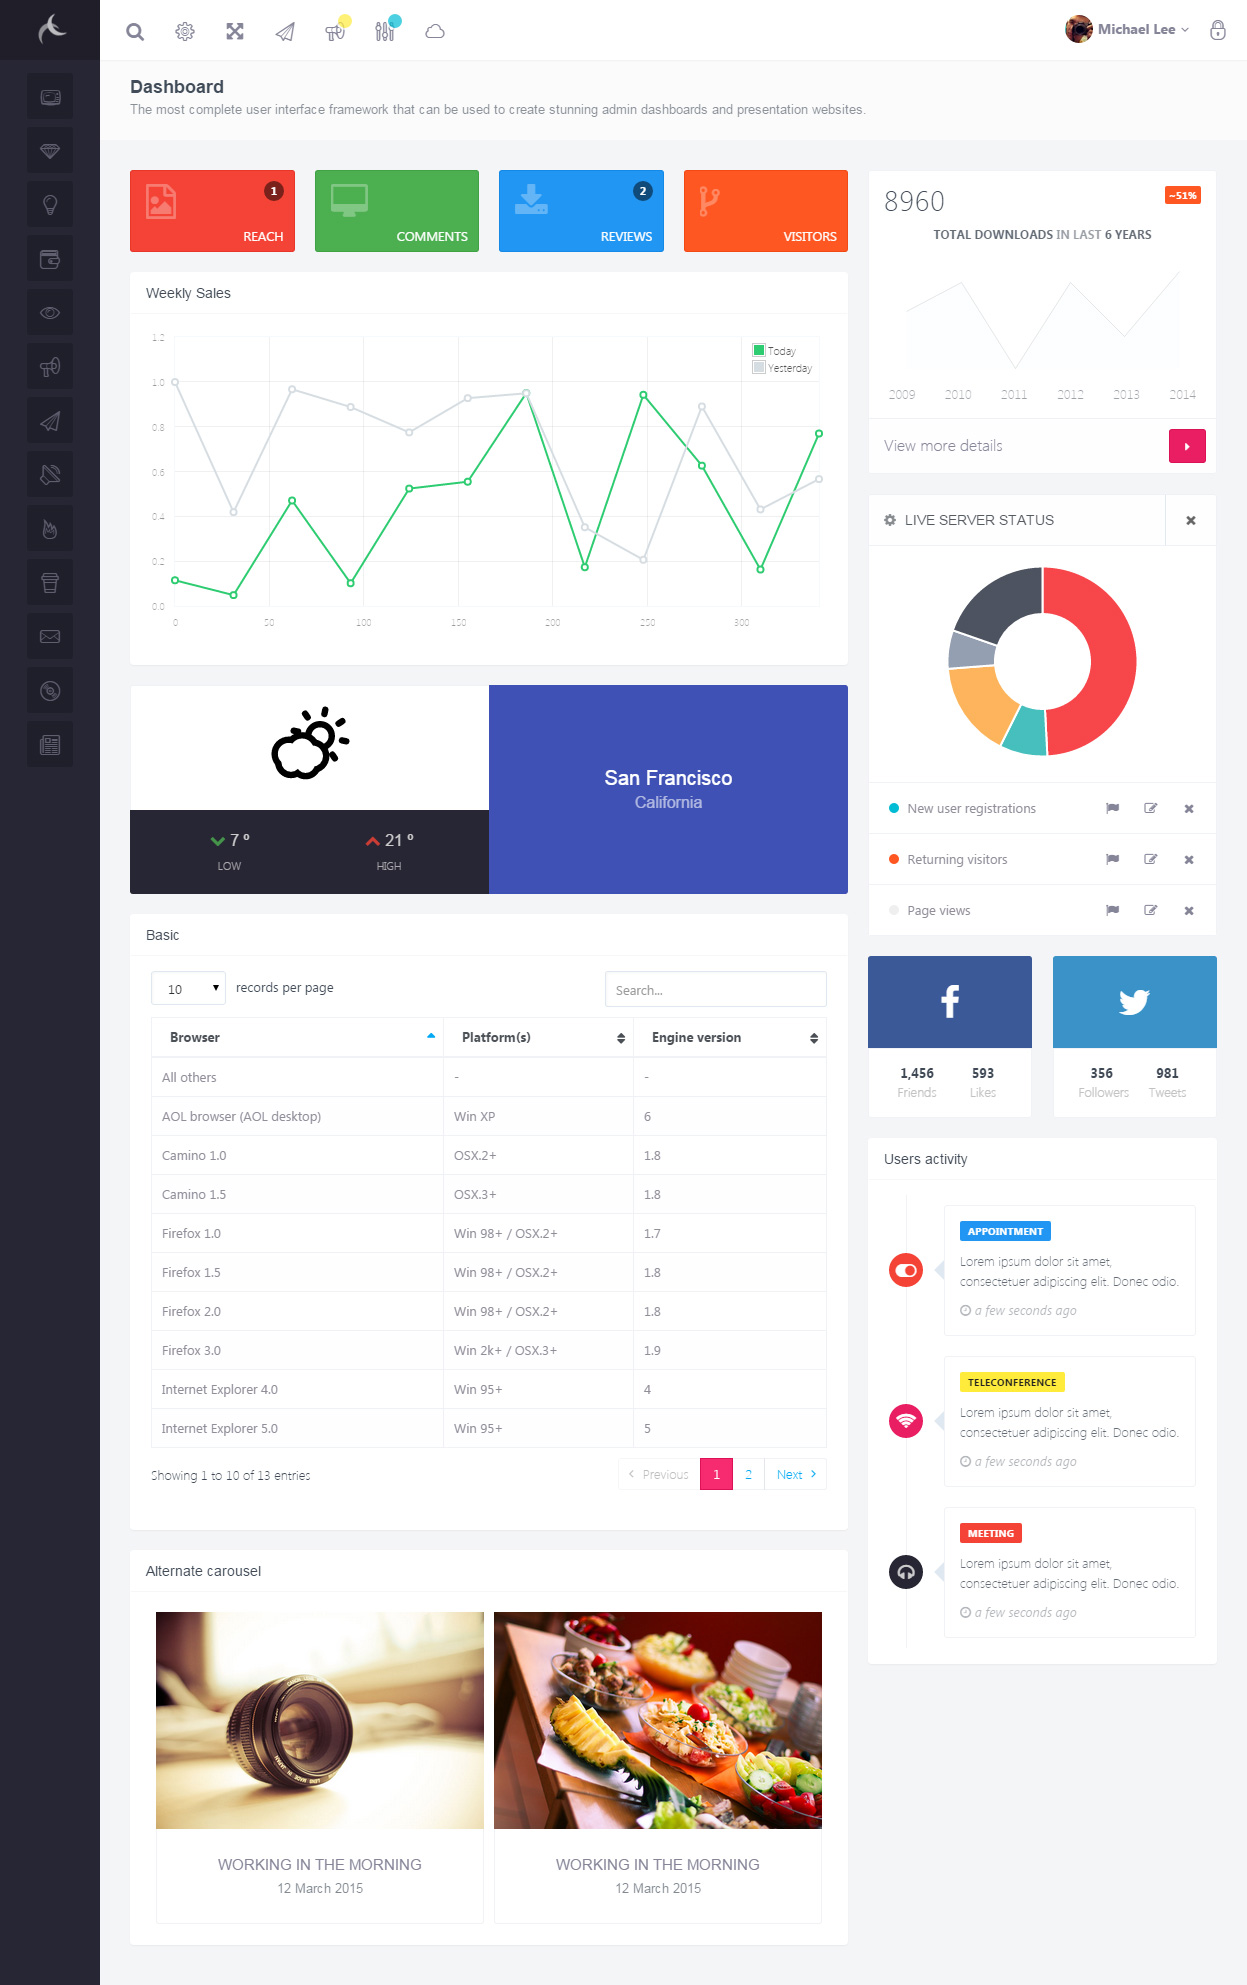 Michael Lee
Dashboard
The most complete user interface framework that can be used to create stunning admin dashboards and presentation websites.
1
REACH
COMMENTS
2
REVIEWS
VISITORS
Weekly Sales
1.2
1.0
0.8
0.6
0.4
0.2
0.0
0
50
100
150
200
250
300
Today
Yesterday
7 º
LOW
21 º
HIGH
San Francisco
California
Basic
10
records per page
Search...
Browser Platform(s) Engine version
All others - -
AOL browser (AOL desktop) Win XP 6
Camino 1.0 OSX.2+ 1.8
Camino 1.5 OSX.3+ 1.8
Firefox 1.0 Win 98+ / OSX.2+ 1.7
Firefox 1.5 Win 98+ / OSX.2+ 1.8
Firefox 2.0 Win 98+ / OSX.2+ 1.8
Firefox 3.0 Win 2k+ / OSX.3+ 1.9
Internet Explorer 4.0 Win 95+ 4
Internet Explorer 5.0 Win 95+ 5
Showing 1 to 10 of 13 entries
Previous 1 2 Next
Alternate carousel
WORKING IN THE MORNING
12 March 2015
WORKING IN THE MORNING
12 March 2015
8960
~51%
TOTAL DOWNLOADS IN LAST 6 YEARS
2009 2010 2011 2012 2013 2014
View more details
LIVE SERVER STATUS
New user registrations
Returning visitors
Page views
1,456
Friends
593
Likes
356
Followers
981
Tweets
Users activity
APPOINTMENT
Lorem ipsum dolor sit amet,
consectetuer adipiscing elit. Donec odio.
a few seconds ago
TELECONFERENCE
Lorem ipsum dolor sit amet,
consectetuer adipiscing elit. Donec odio.
a few seconds ago
MEETING
Lorem ipsum dolor sit amet,
consectetuer adipiscing elit. Donec odio.
a few seconds ago